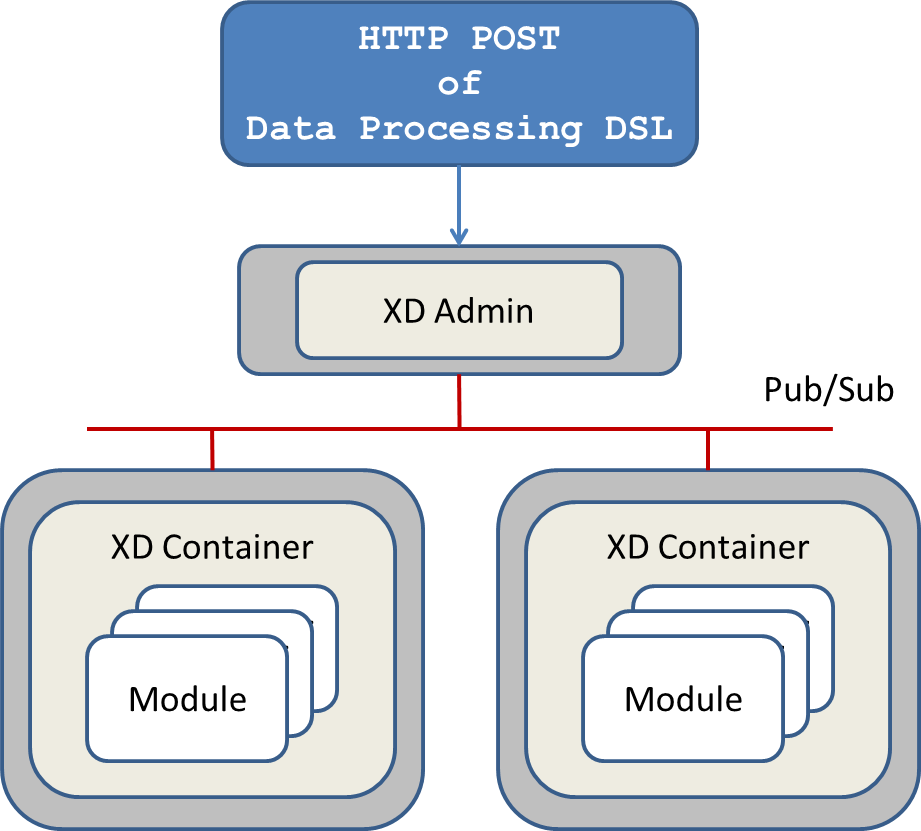 HTTP POST
of
Data Processing DSL
XD Admin
Pub/Sub
XD Container
Module
XD Container
Module